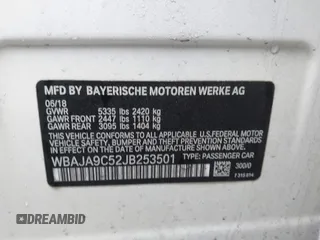 MFD BY BAYERISCHE MOTOREN WERKE AG
05/18
GVWR 5335 lbs 2420 kg
GAWR FRONT 2447 lbs 1110 kg
GAWR REAR 3095 lbs 1404 kg
THIS VEHICLE CONFORMS TO ALL APPLICABLE U.S. FEDERAL
MOTOR VEHICLE SAFETY, BUMPER, AND THEFT PREVENTION
STANDARDS IN EFFECT ON THE DATE OF MANUFACTURE SHOWN ABOVE.
WBAJA9C52JB253501 TYPE: PASSENGER CAR
300/0
DREAMBID